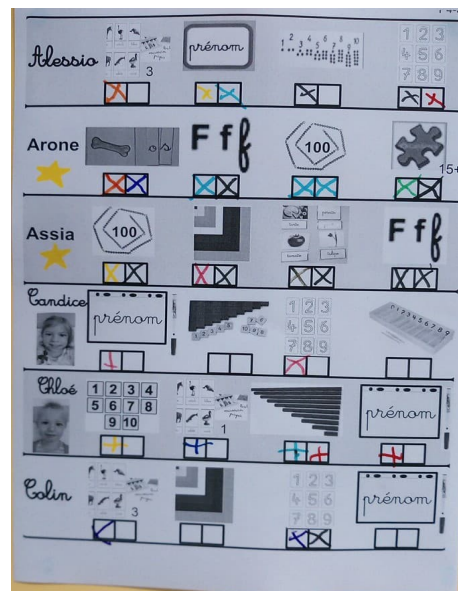 Alessio
3
prénom
1 2 3 4 5 6 7 8 9 10
1 2 3
4 5 6
7 8 9
Arone
F f f
100
15+
Assia
100
F f f
Candice
prénom
1 2 3
4 5 6
7 8 9
0 1 2 3 4 5 6 7 8 9
Chloé
1 2 3 4
5 6 7 8
9 10
1
prénom
Colin
3
1 2 3
4 5 6
7 8 9
prénom